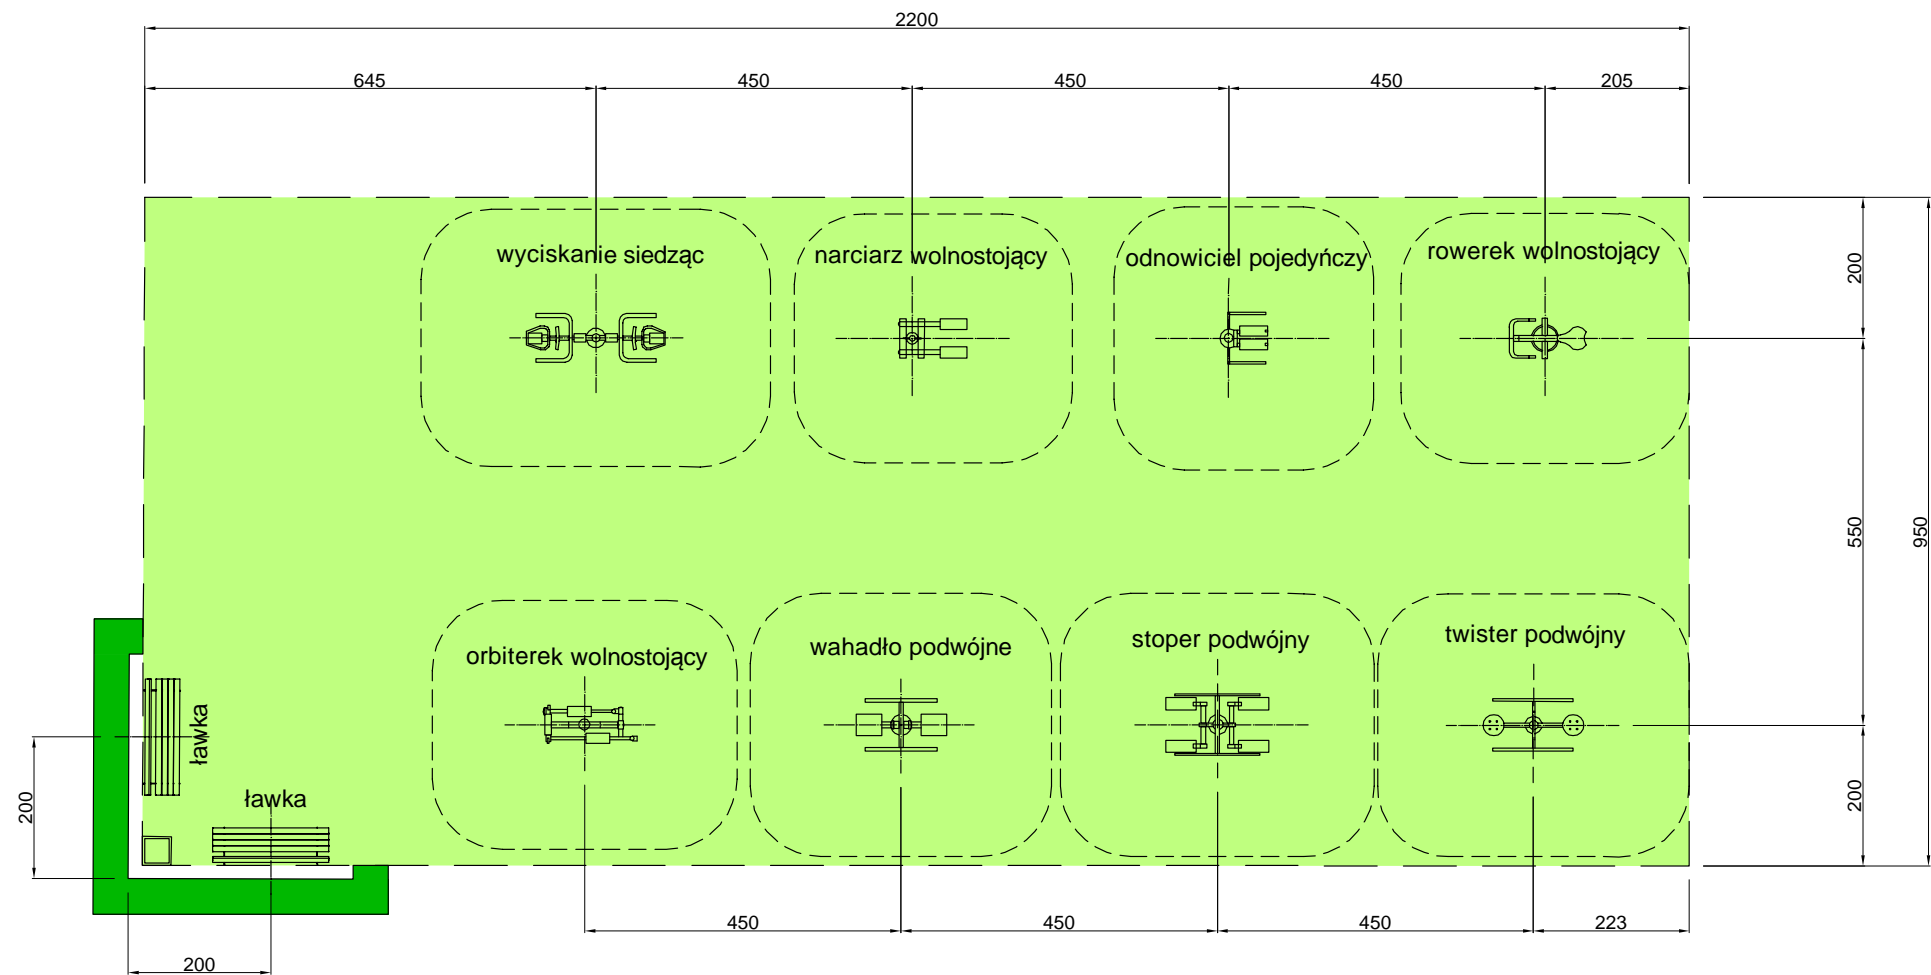 2200
645
450
450
450
205
wyciskanie siedząc
narciarz wolnostojący
odnowiciel pojedyńczy
rowerek wolnostojący
200
550
950
200
orbiterek wolnostojący
wahadło podwójne
stoper podwójny
twister podwójny
ławka
ławka
200
200
450
450
450
223